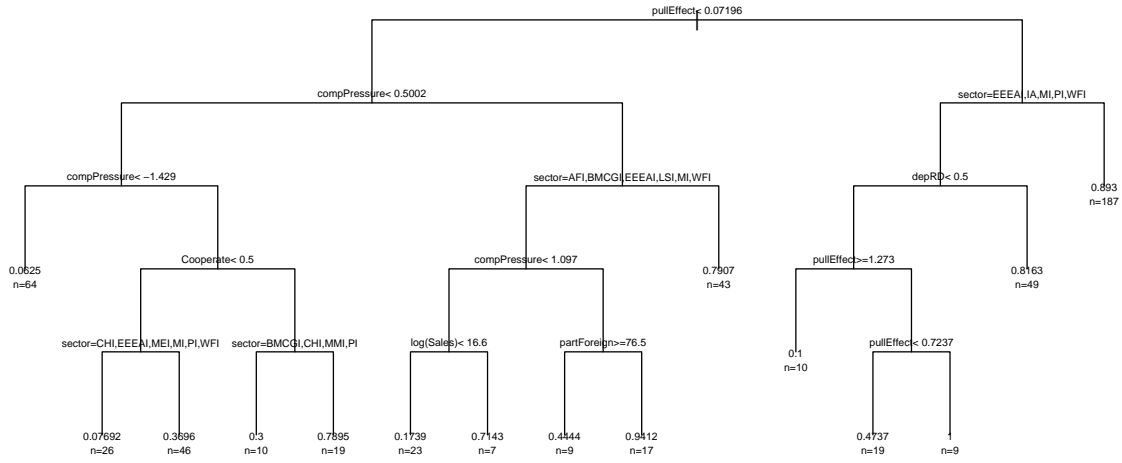 pullEffect< 0.07196
compPressure< 0.5002
sector=EEEAI,IA,MI,PI,WFI
compPressure< −1.429
sector=AFI,BMCGI,EEEAI,LSI,MI,WFI
depRD< 0.5
0.893
n=187
0.0625
n=64
Cooperate< 0.5
compPressure< 1.097
0.7907
n=43
pullEffect>=1.273
0.8163
n=49
sector=CHI,EEEAI,MEI,MI,PI,WFI
sector=BMCGI,CHI,MMI,PI
log(Sales)< 16.6
partForeign>=76.5
0.1
n=10
pullEffect< 0.7237
0.07692
n=26
0.3696
n=46
0.3
n=10
0.7895
n=19
0.1739
n=23
0.7143
n=7
0.4444
n=9
0.9412
n=17
0.4737
n=19
1
n=9